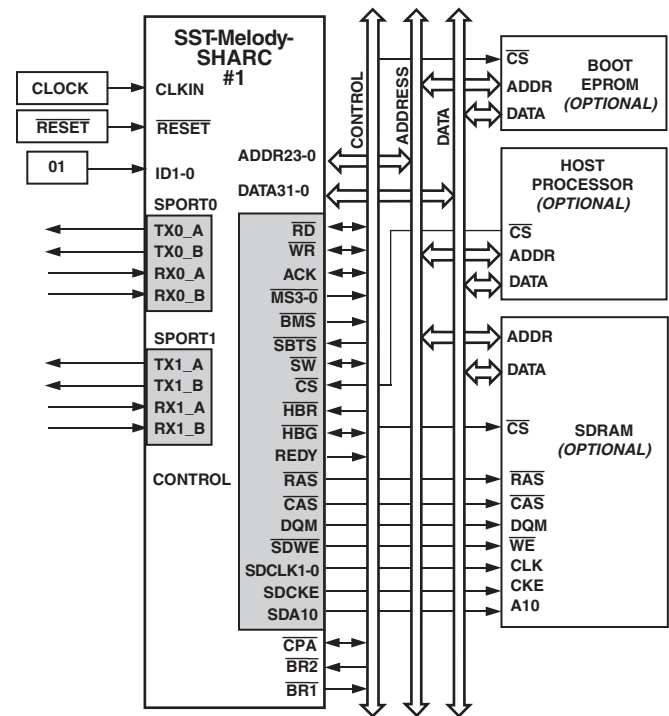 SST-Melody-
SHARC
#1
CLOCK
CLKIN
RESET
RESET
01
ID1-0
ADDR23-0
DATA31-0
SPORT0
TX0_A
TX0_B
RX0_A
RX0_B
SPORT1
TX1_A
TX1_B
RX1_A
RX1_B
CONTROL
RD
WR
ACK
MS3-0
BMS
SBTS
SW
CS
HBR
HBG
REDY
RAS
CAS
DQM
SDWE
SDCLK1-0
SDCKE
SDA10
CPA
BR2
BR1
CONTROL
ADDRESS
DATA
CS
ADDR
DATA
BOOT
EPROM
(OPTIONAL)
HOST
PROCESSOR
(OPTIONAL)
CS
ADDR
DATA
ADDR
DATA
SDRAM
(OPTIONAL)
CS
RAS
CAS
DQM
WE
CLK
CKE
A10